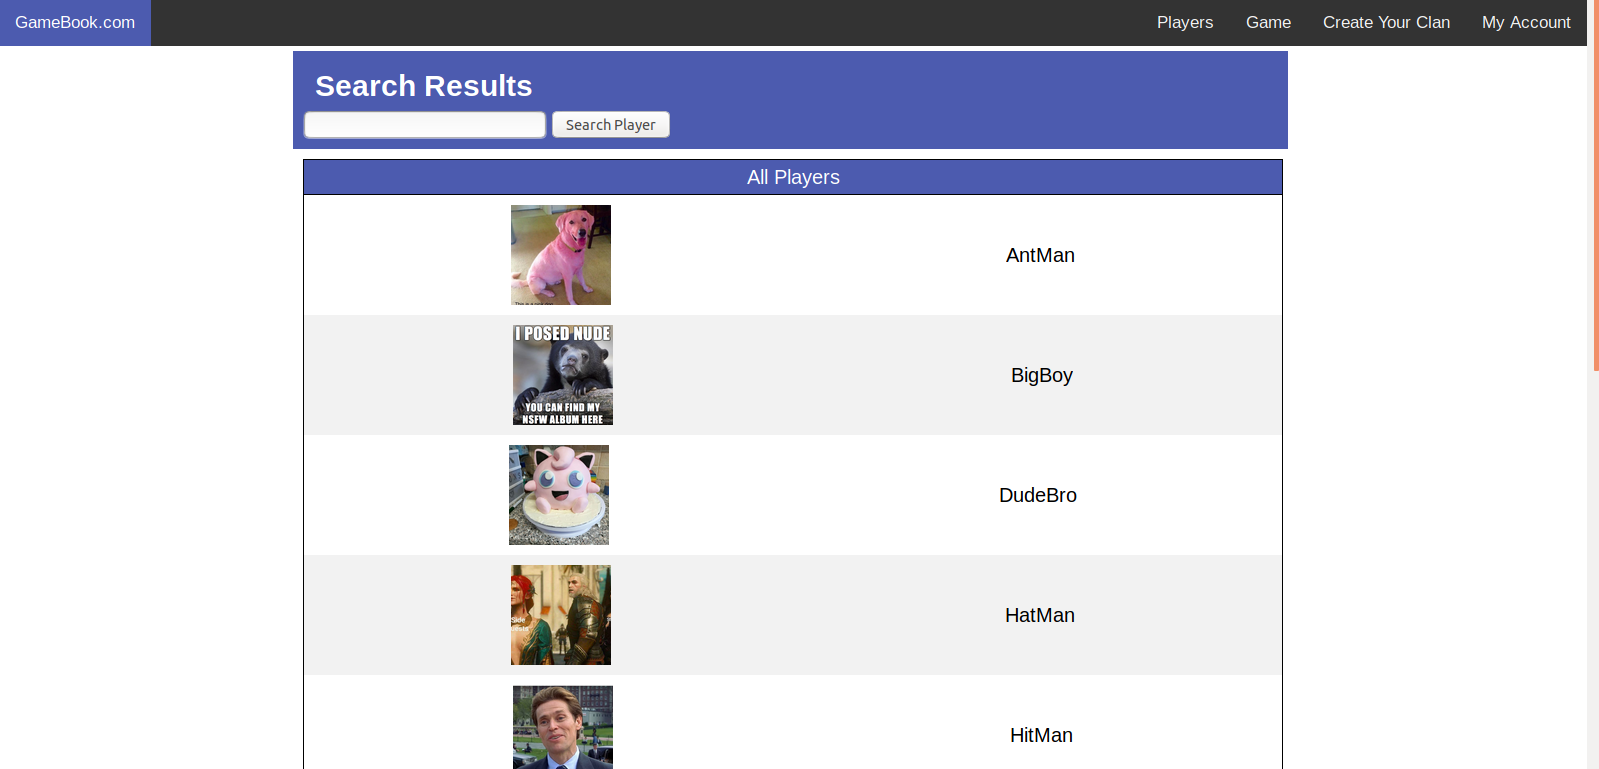 GameBook.com Players Game Create Your Clan My Account
Search Results
Search Player
All Players
AntMan
I POSED NUDE
YOU CAN FIND MY
NSFW ALBUM HERE
BigBoy
DudeBro
Side
HatMan
HitMan